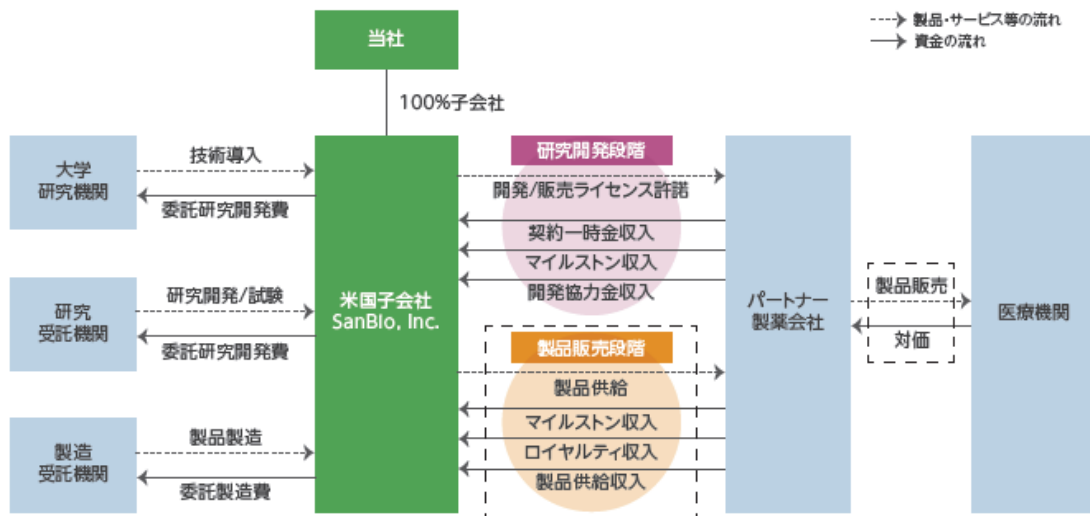 当社
製品・サービス等の流れ
資金の流れ
100%子会社
大学
研究機関
技術導入
委託研究開発費
研究
受託機関
研究開発/試験
委託研究開発費
製造
受託機関
製品製造
委託製造費
米国子会社
SanBio, Inc.
研究開発段階
開発/販売ライセンス許諾
契約一時金収入
マイルストン収入
開発協力金収入
製品販売段階
製品供給
マイルストン収入
ロイヤルティ収入
製品供給収入
パートナー
製薬会社
製品販売
対価
医療機関